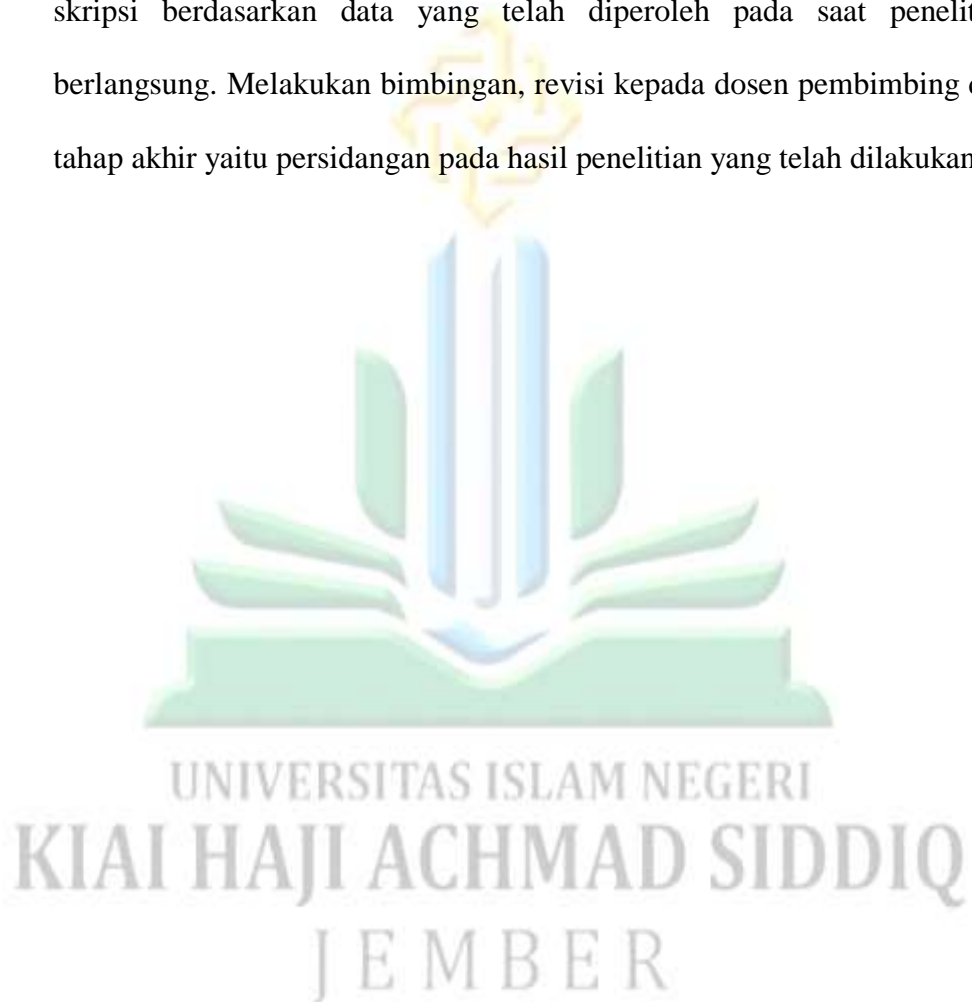 skripsi berdasarkan data yang telah diperoleh pada saat penelit
berlangsung. Melakukan bimbingan, revisi kepada dosen pembimbing
tahap akhir yaitu persidangan pada hasil penelitian yang telah dilakukan
UNIVERSITAS ISLAM NEGERI
KIAI HAJI ACHMAD SIDDIQ
JEMBER